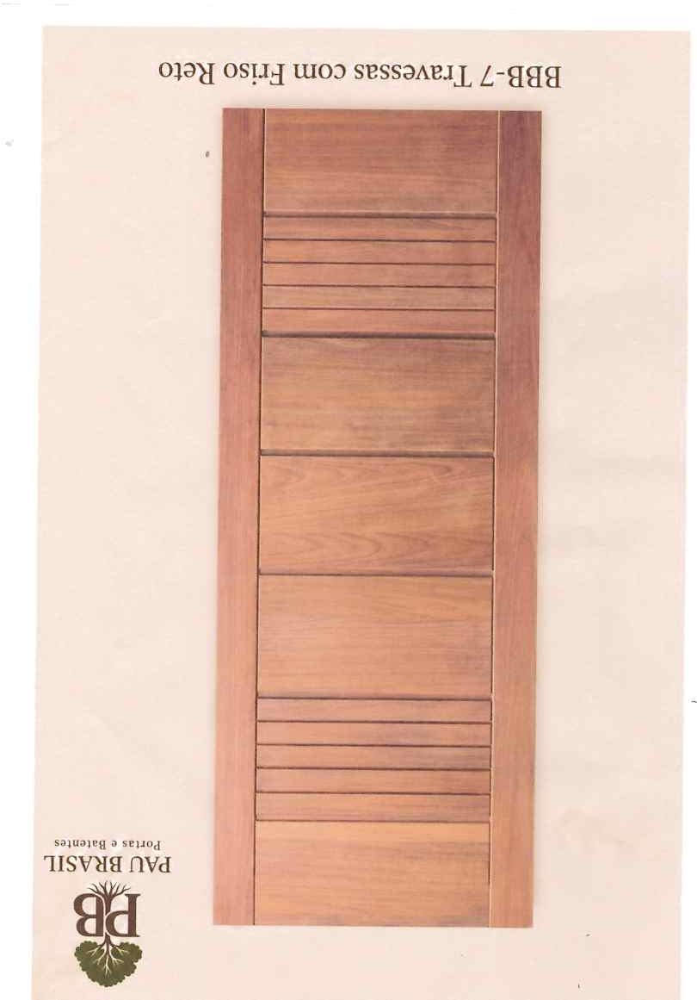 PB
PAU BRASIL
Portas e Batentes
BBB-7 Travessas com Friso Reto